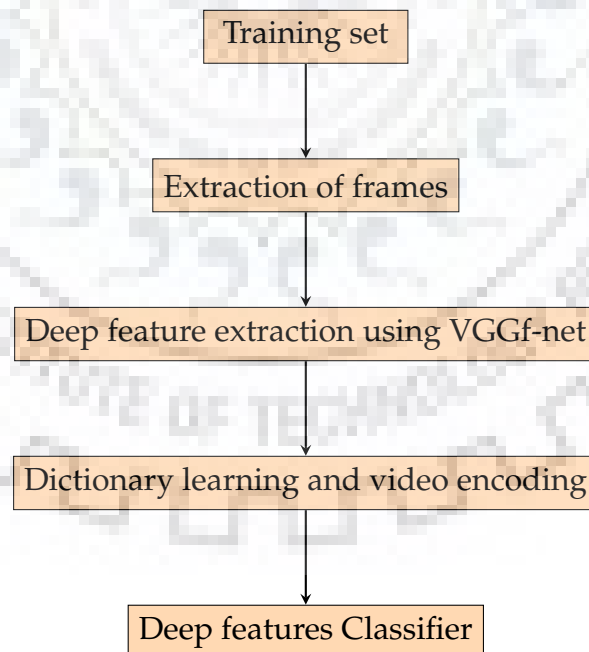 Training set
Extraction of frames
Deep feature extraction using VGGf-net
Dictionary learning and video encoding
Deep features Classifier